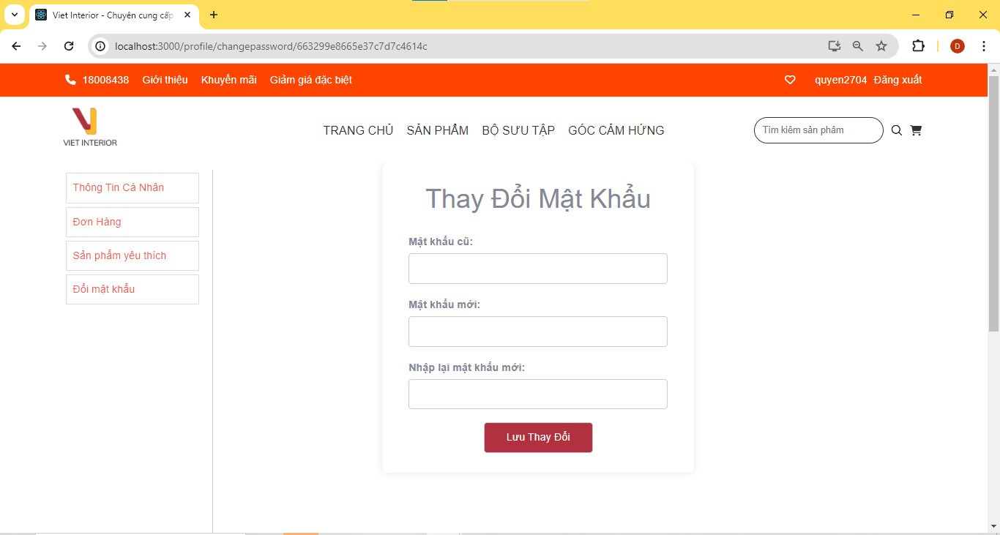 Viet Interior - Chuyên cung cấp
localhost:3000/profile/changepassword/663299e8665e37c7d7c4614c
D
18008438 Giới thiệu Khuyến mãi Giảm giá đặc biệt quyen2704 Đăng xuất
VIET INTERIOR
TRANG CHỦ SẢN PHẨM BỘ SƯU TẬP GÓC CẢM HỨNG
Tìm kiếm sản phẩm
Thông Tin Cá Nhân
Đơn Hàng
Sản phẩm yêu thích
Đổi mật khẩu
Thay Đổi Mật Khẩu
Mật khẩu cũ:
Mật khẩu mới:
Nhập lại mật khẩu mới:
Lưu Thay Đổi